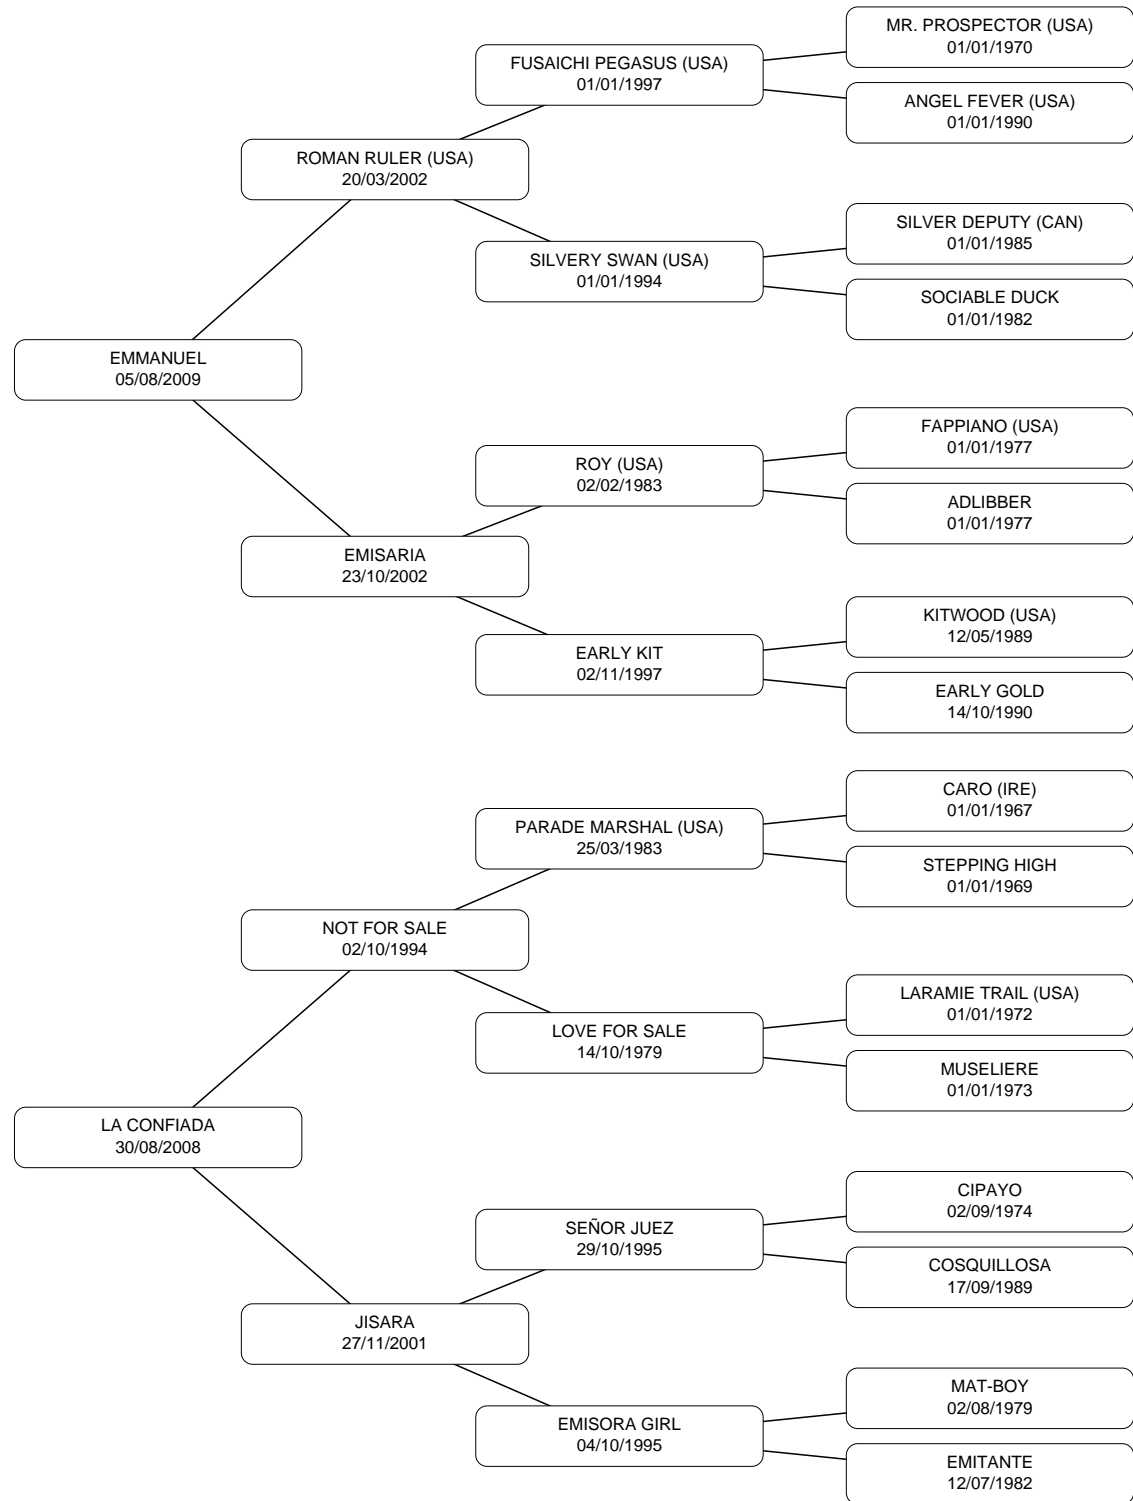 MR. PROSPECTOR (USA)
01/01/1970
FUSAICHI PEGASUS (USA)
01/01/1997
ANGEL FEVER (USA)
01/01/1990
ROMAN RULER (USA)
20/03/2002
SILVER DEPUTY (CAN)
01/01/1985
SILVERY SWAN (USA)
01/01/1994
SOCIABLE DUCK
01/01/1982
EMMANUEL
05/08/2009
FAPPIANO (USA)
01/01/1977
ROY (USA)
02/02/1983
ADLIBBER
01/01/1977
EMISARIA
23/10/2002
KITWOOD (USA)
12/05/1989
EARLY KIT
02/11/1997
EARLY GOLD
14/10/1990
CARO (IRE)
01/01/1967
PARADE MARSHAL (USA)
25/03/1983
STEPPING HIGH
01/01/1969
NOT FOR SALE
02/10/1994
LARAMIE TRAIL (USA)
01/01/1972
LOVE FOR SALE
14/10/1979
MUSELIERE
01/01/1973
LA CONFIADA
30/08/2008
CIPAYO
02/09/1974
SEÑOR JUEZ
29/10/1995
COSQUILLOSA
17/09/1989
JISARA
27/11/2001
MAT-BOY
02/08/1979
EMISORA GIRL
04/10/1995
EMITANTE
12/07/1982